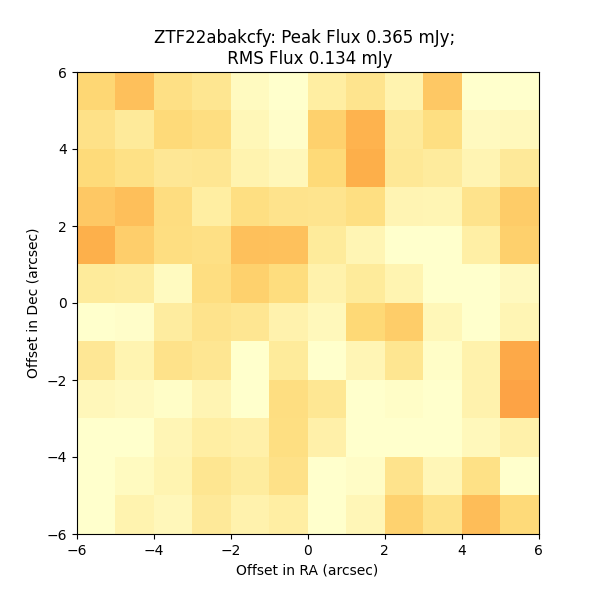 ZTF22abakcfy: Peak Flux 0.365 mJy;
RMS Flux 0.134 mJy
6
4
2
0
−2
−4
−6
Offset in Dec (arcsec)
−6 −4 −2 0 2 4 6
Offset in RA (arcsec)